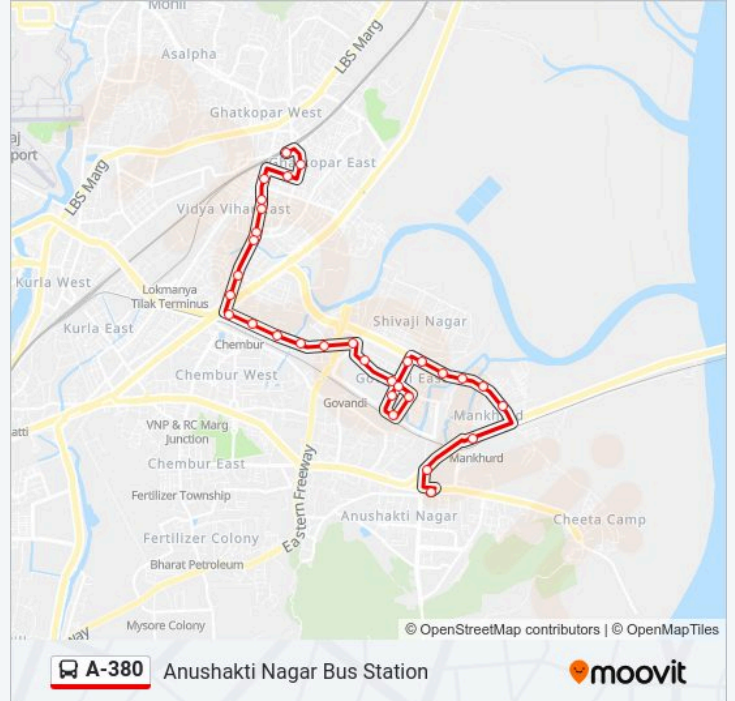 Mohil
Asalpha
LBS Marg
Ghatkopar West
aj
port
Ghatkopar East
LBS Marg
Vidya Vihar East
Kurla West
Lokmanya
Tilak Terminus
Kurla East
Shivaji Nagar
Chembur
Chembur West
Govandi East
Govandi
Mankhurd
VNP & RC Marg
Junction
atti
Mankhurd
Chembur East
Eastern Freeway
Fertilizer Township
Anushakti Nagar
Cheeta Camp
Fertilizer Colony
Bharat Petroleum
Mysore Colony
way
© OpenStreetMap contributors | © OpenMapTiles
A-380
Anushakti Nagar Bus Station
moovit